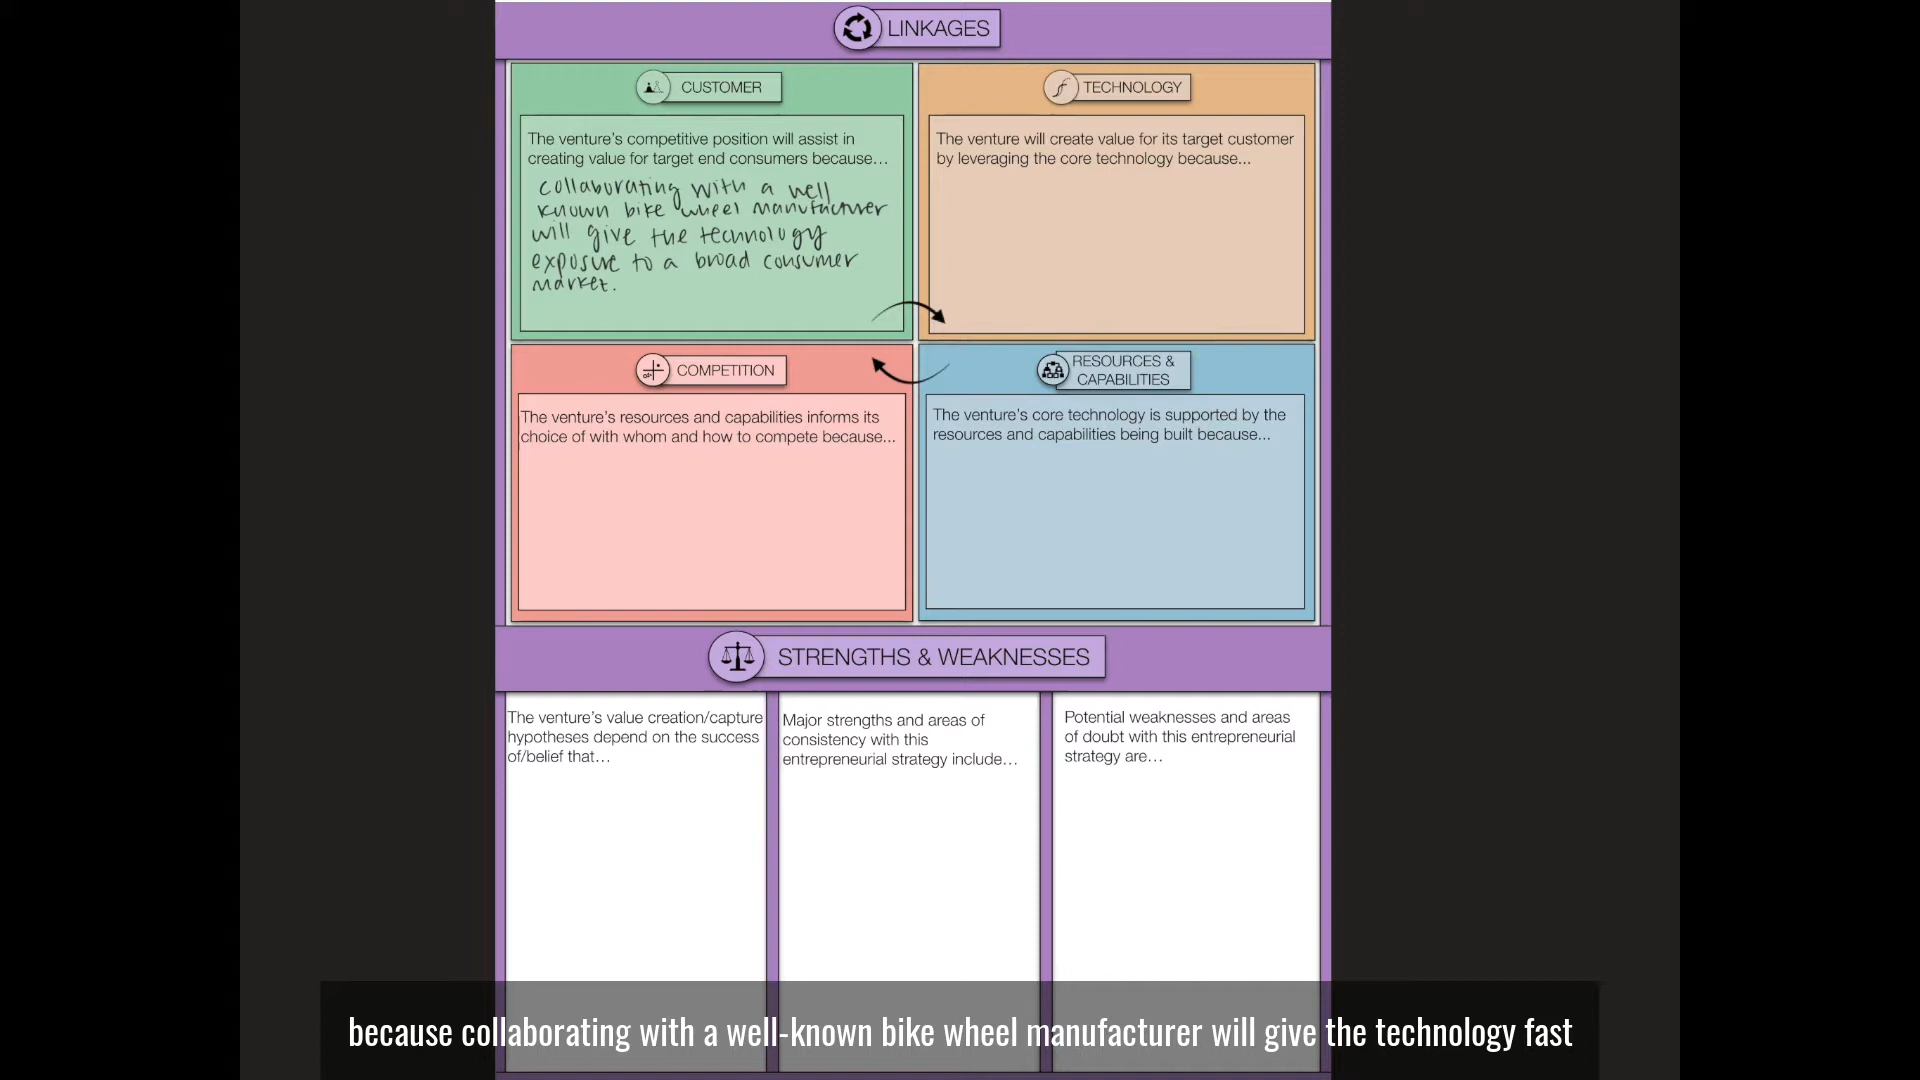 LINKAGES
CUSTOMER
The venture's competitive position will assist in
creating value for target end consumers because...
collaborating with a well
known bike wheel manufacturer
will give the technology
exposure to a broad consumer
market.
TECHNOLOGY
The venture will create value for its target customer
by leveraging the core technology because...
COMPETITION
The venture's resources and capabilities informs its
choice of with whom and how to compete because...
RESOURCES &
CAPABILITIES
The venture's core technology is supported by the
resources and capabilities being built because...
STRENGTHS & WEAKNESSES
The venture's value creation/capture
hypotheses depend on the success
of/belief that...
Major strengths and areas of
consistency with this
entrepreneurial strategy include...
Potential weaknesses and areas
of doubt with this entrepreneurial
strategy are...
because collaborating with a well-known bike wheel manufacturer will give the technology fast